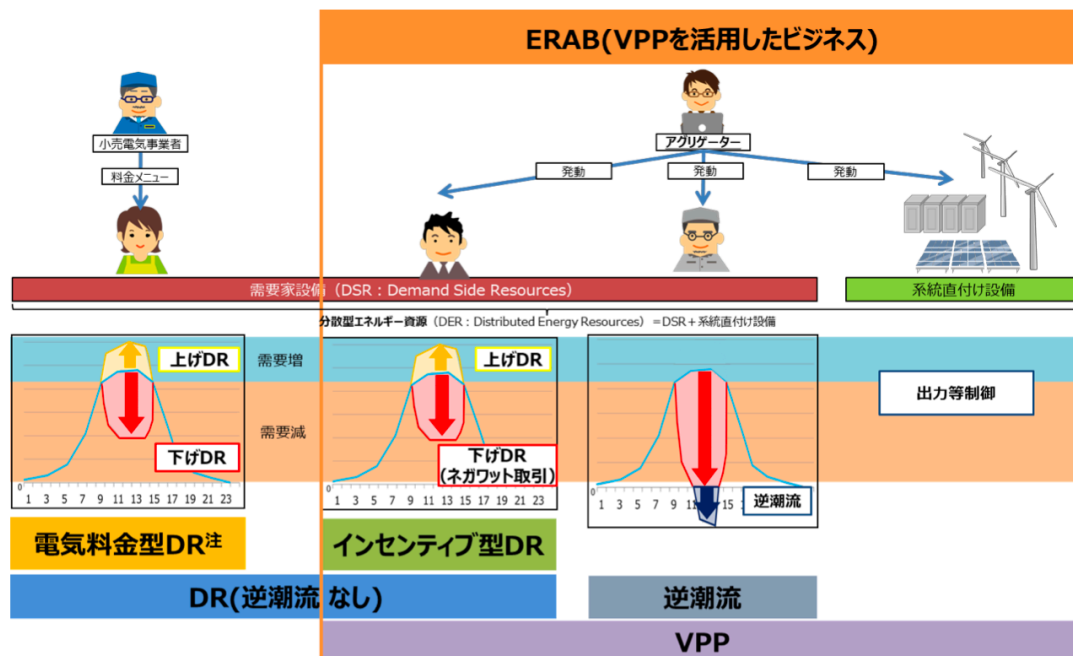 ERAB(VPPを活用したビジネス)
小売電気事業者
料金メニュー
アグリゲーター
発動
発動
発動
需要家設備（DSR：Demand Side Resources）
系統直付け設備
分散型エネルギー資源（DER：Distributed Energy Resources）＝DSR＋系統直付け設備
上げDR
需要増
下げDR
需要減
0
1 3 5 7 9 11 13 15 17 19 21 23
上げDR
下げDR
(ネガワット取引)
0
1 3 5 7 9 11 13 15 17 19 21 23
逆潮流
0
1 3 5 7 9
出力等制御
電気料金型DR注
インセンティブ型DR
DR(逆潮流 なし)
逆潮流
VPP